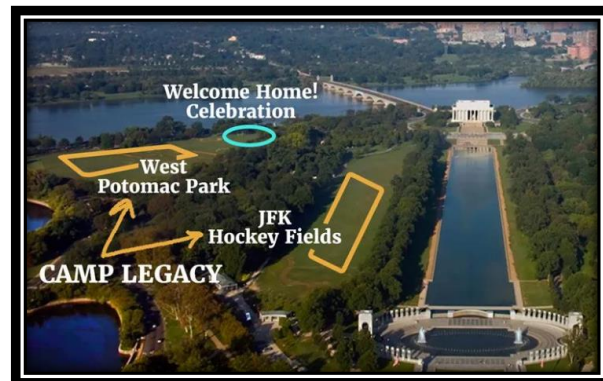 Welcome Home!
Celebration
West
Potomac Park
JFK
Hockey Fields
CAMP LEGACY